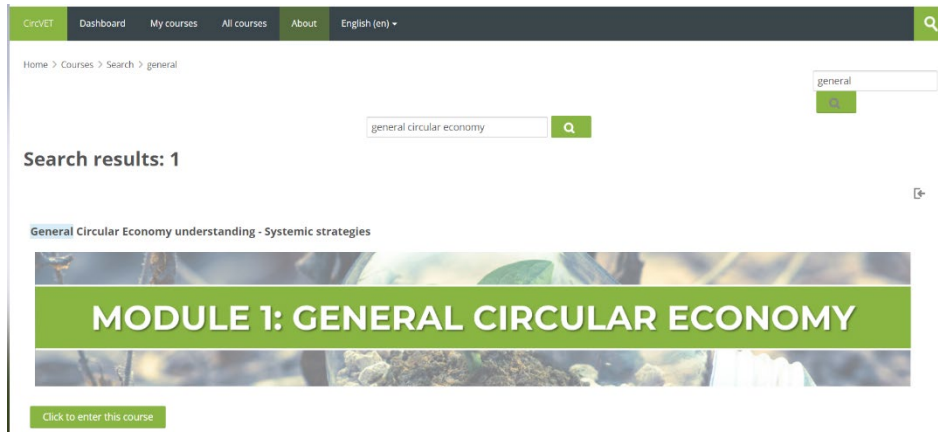 CircVET Dashboard My courses All courses About English (en)
Home > Courses > Search > general
general
general circular economy
Search results: 1
General Circular Economy understanding - Systemic strategies
MODULE 1: GENERAL CIRCULAR ECONOMY
Click to enter this course